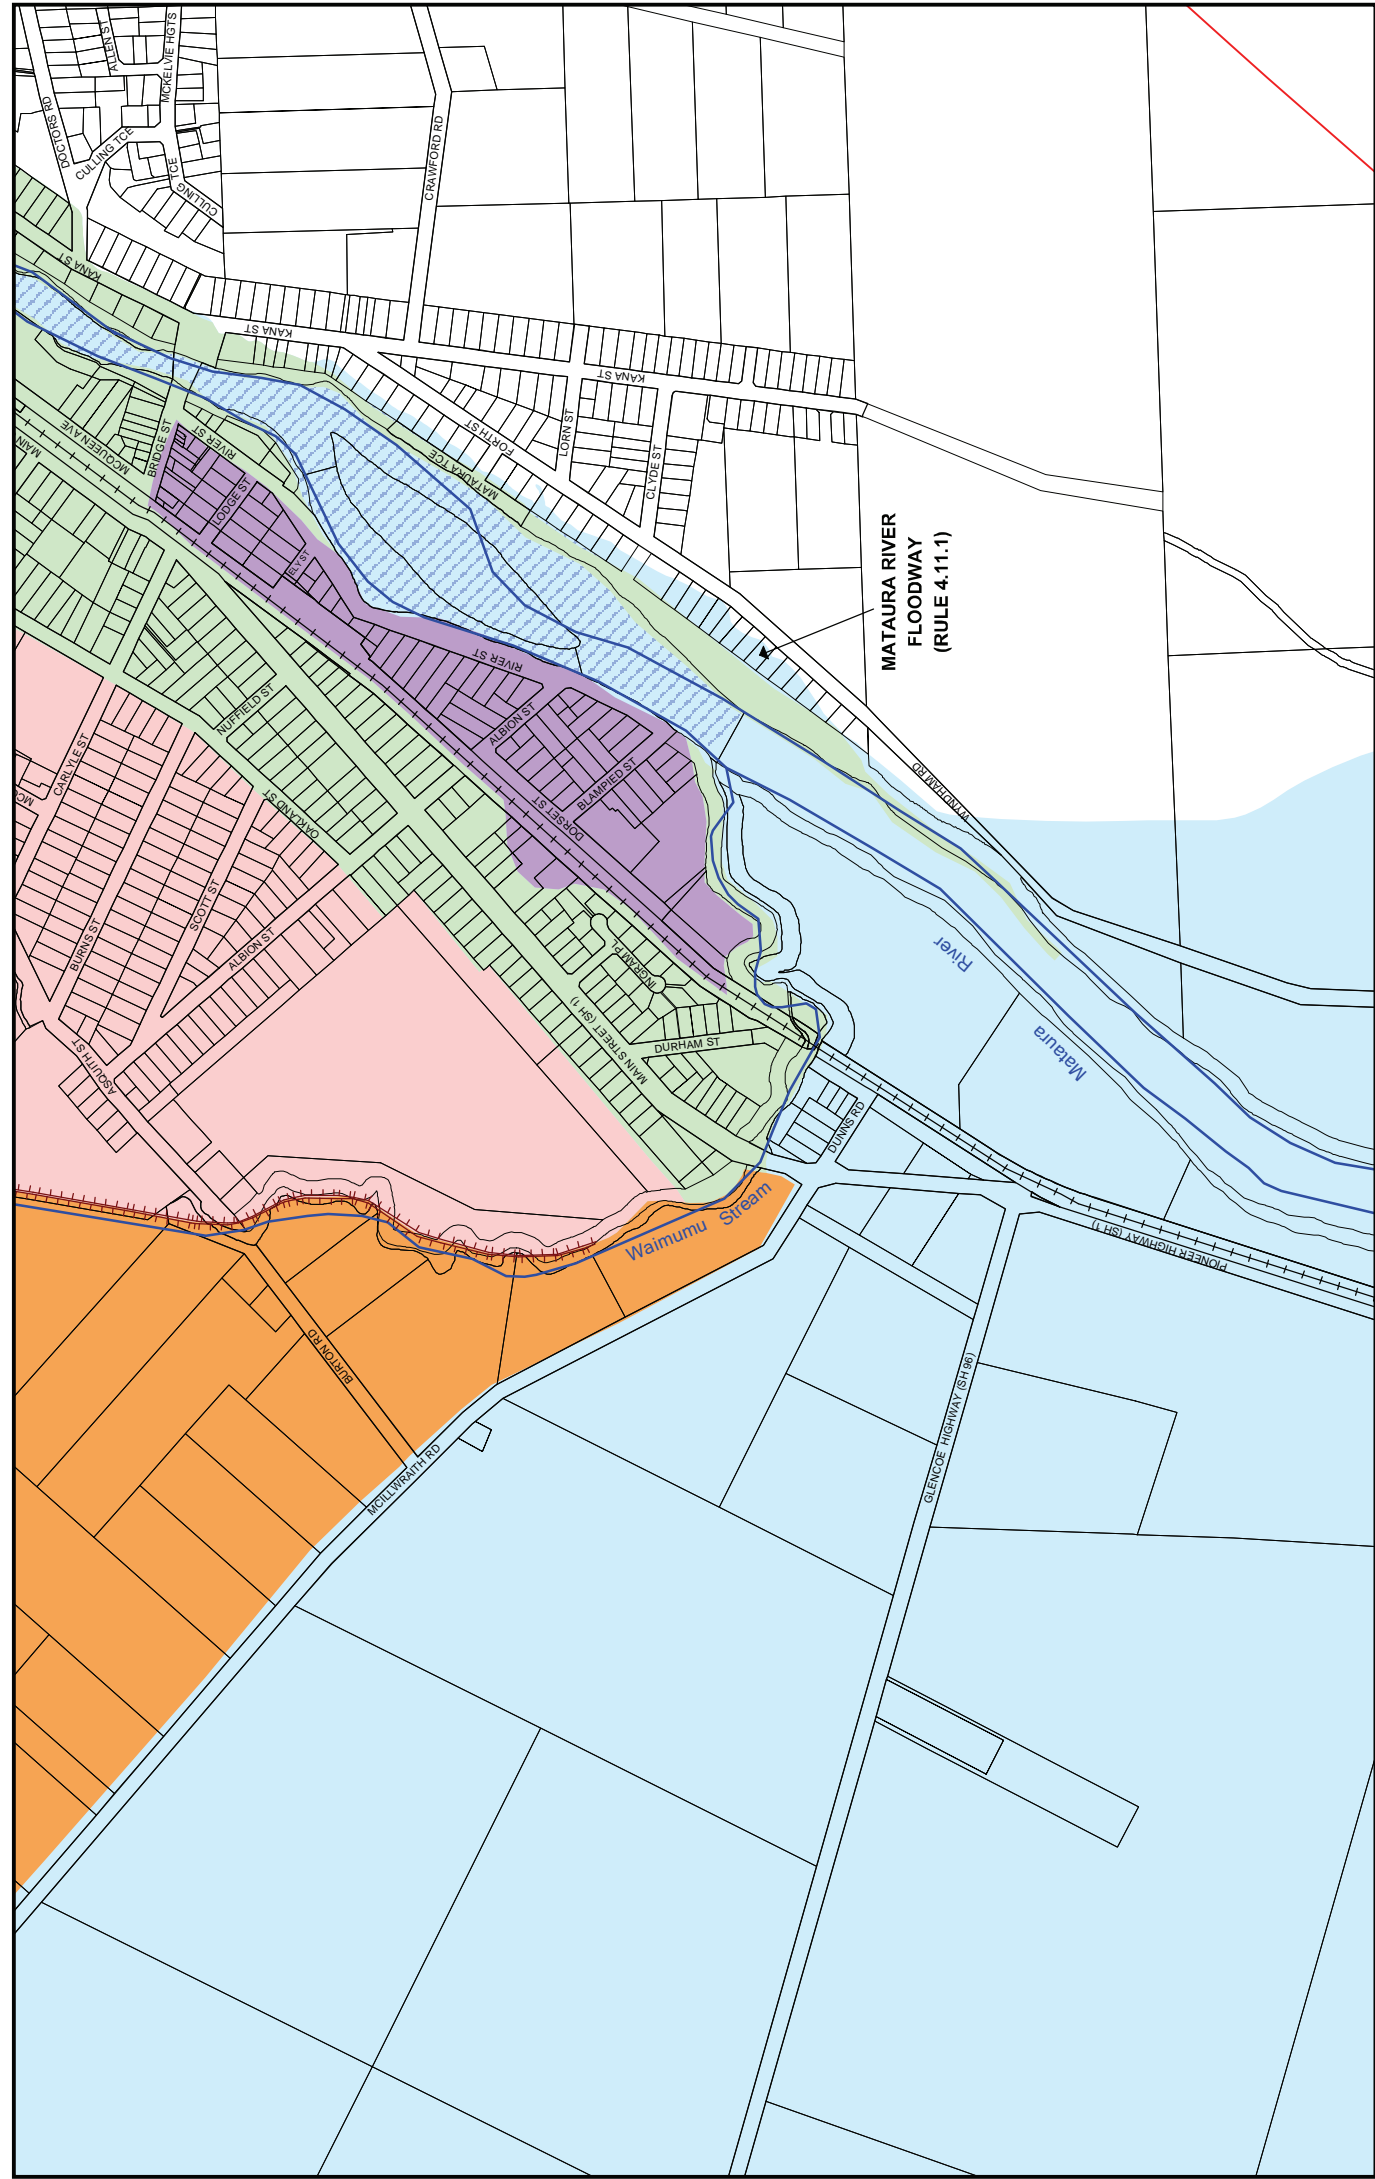 ALLEN ST
MCKELVIE HGTS
DOCTORS RD
CULLING TCE
CULLING
TCE
CRAWFORD RD
KANA ST
KANA ST
KANA ST
MAIN
MCQUEEN AVE
BRIDGE ST
RIVER ST
LODGE ST
ELY ST
MATAURA TCE
FORTH ST
LORN ST
CLYDE ST
MATAURA RIVER
FLOODWAY
(RULE 4.11.1)
RIVER ST
NUFFIELD ST
ALBION ST
CARLYLE ST
OAKLAND ST
DORSET ST
BLAMPIED ST
WYNDHAM RD
BURNS ST
SCOTT ST
ALBION ST
INGRAM PL
River
Mataura
ASQUITH ST
MAIN STREET (SH 1)
DURHAM ST
DUNNS RD
Waimumu Stream
PIONEER HIGHWAY (SH 1)
BURTON RD
MCILLWRAITH RD
GLENCOE HIGHWAY (SH 96)